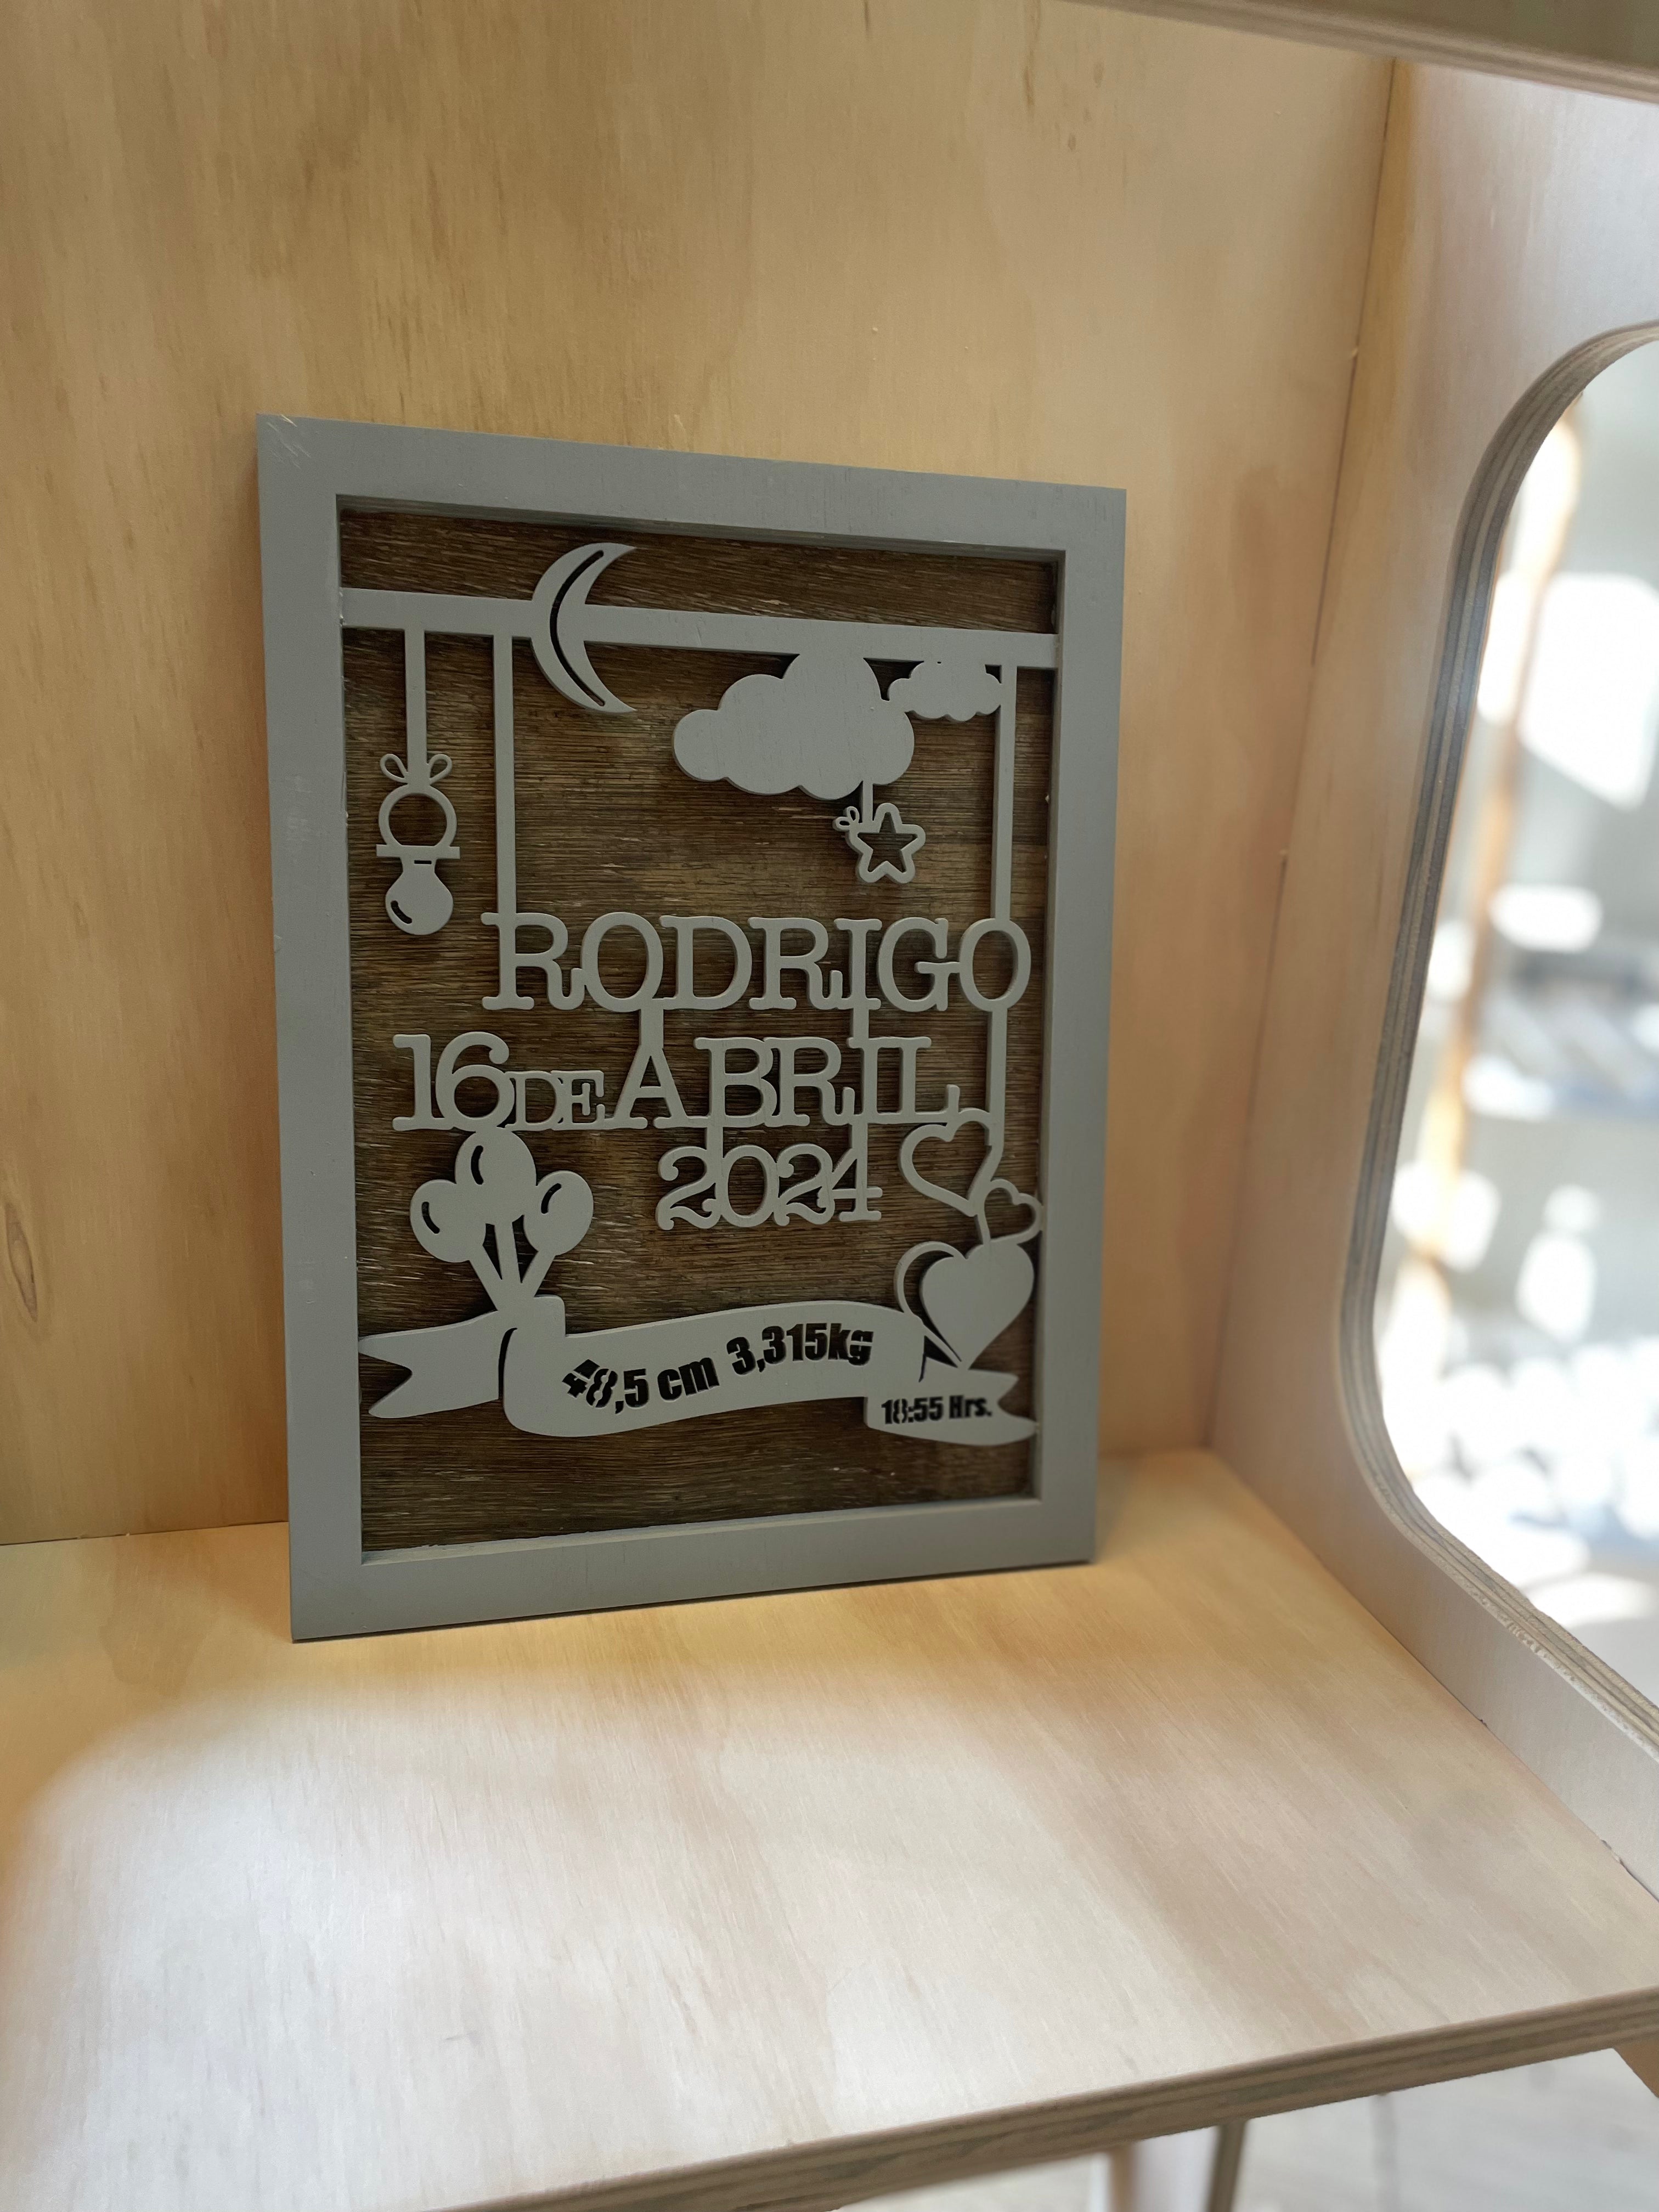 RODRIGO
16 DE ABRIL
2024
48,5 cm 3,315kg
18:55 Hrs.